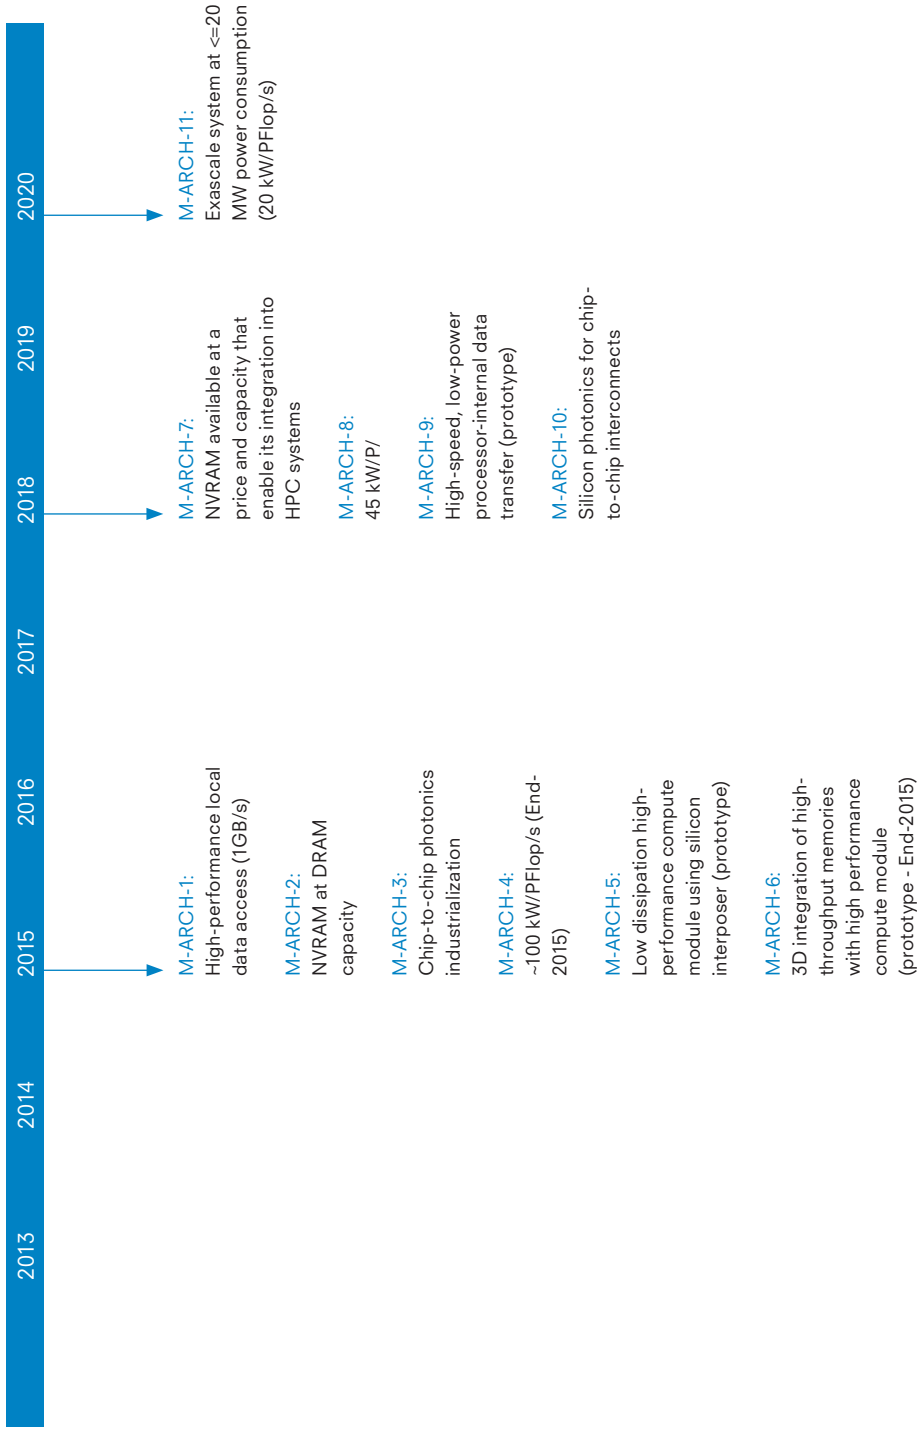 2013 2014 2015 2016 2017 2018 2019 2020
M-ARCH-1:
High-performance local
data access (1GB/s)
M-ARCH-2:
NVRAM at DRAM
capacity
M-ARCH-3:
Chip-to-chip photonics
industrialization
M-ARCH-4:
~100 kW/PFlop/s (End-
2015)
M-ARCH-5:
Low dissipation high-
performance compute
module using silicon
interposer (prototype)
M-ARCH-6:
3D integration of high-
throughput memories
with high performance
compute module
(prototype - End-2015)
M-ARCH-7:
NVRAM available at a
price and capacity that
enable its integration into
HPC systems
M-ARCH-8:
45 kW/P/
M-ARCH-9:
High-speed, low-power
processor-internal data
transfer (prototype)
M-ARCH-10:
Silicon photonics for chip-
to-chip interconnects
M-ARCH-11:
Exascale system at <=20
MW power consumption
(20 kW/PFlop/s)